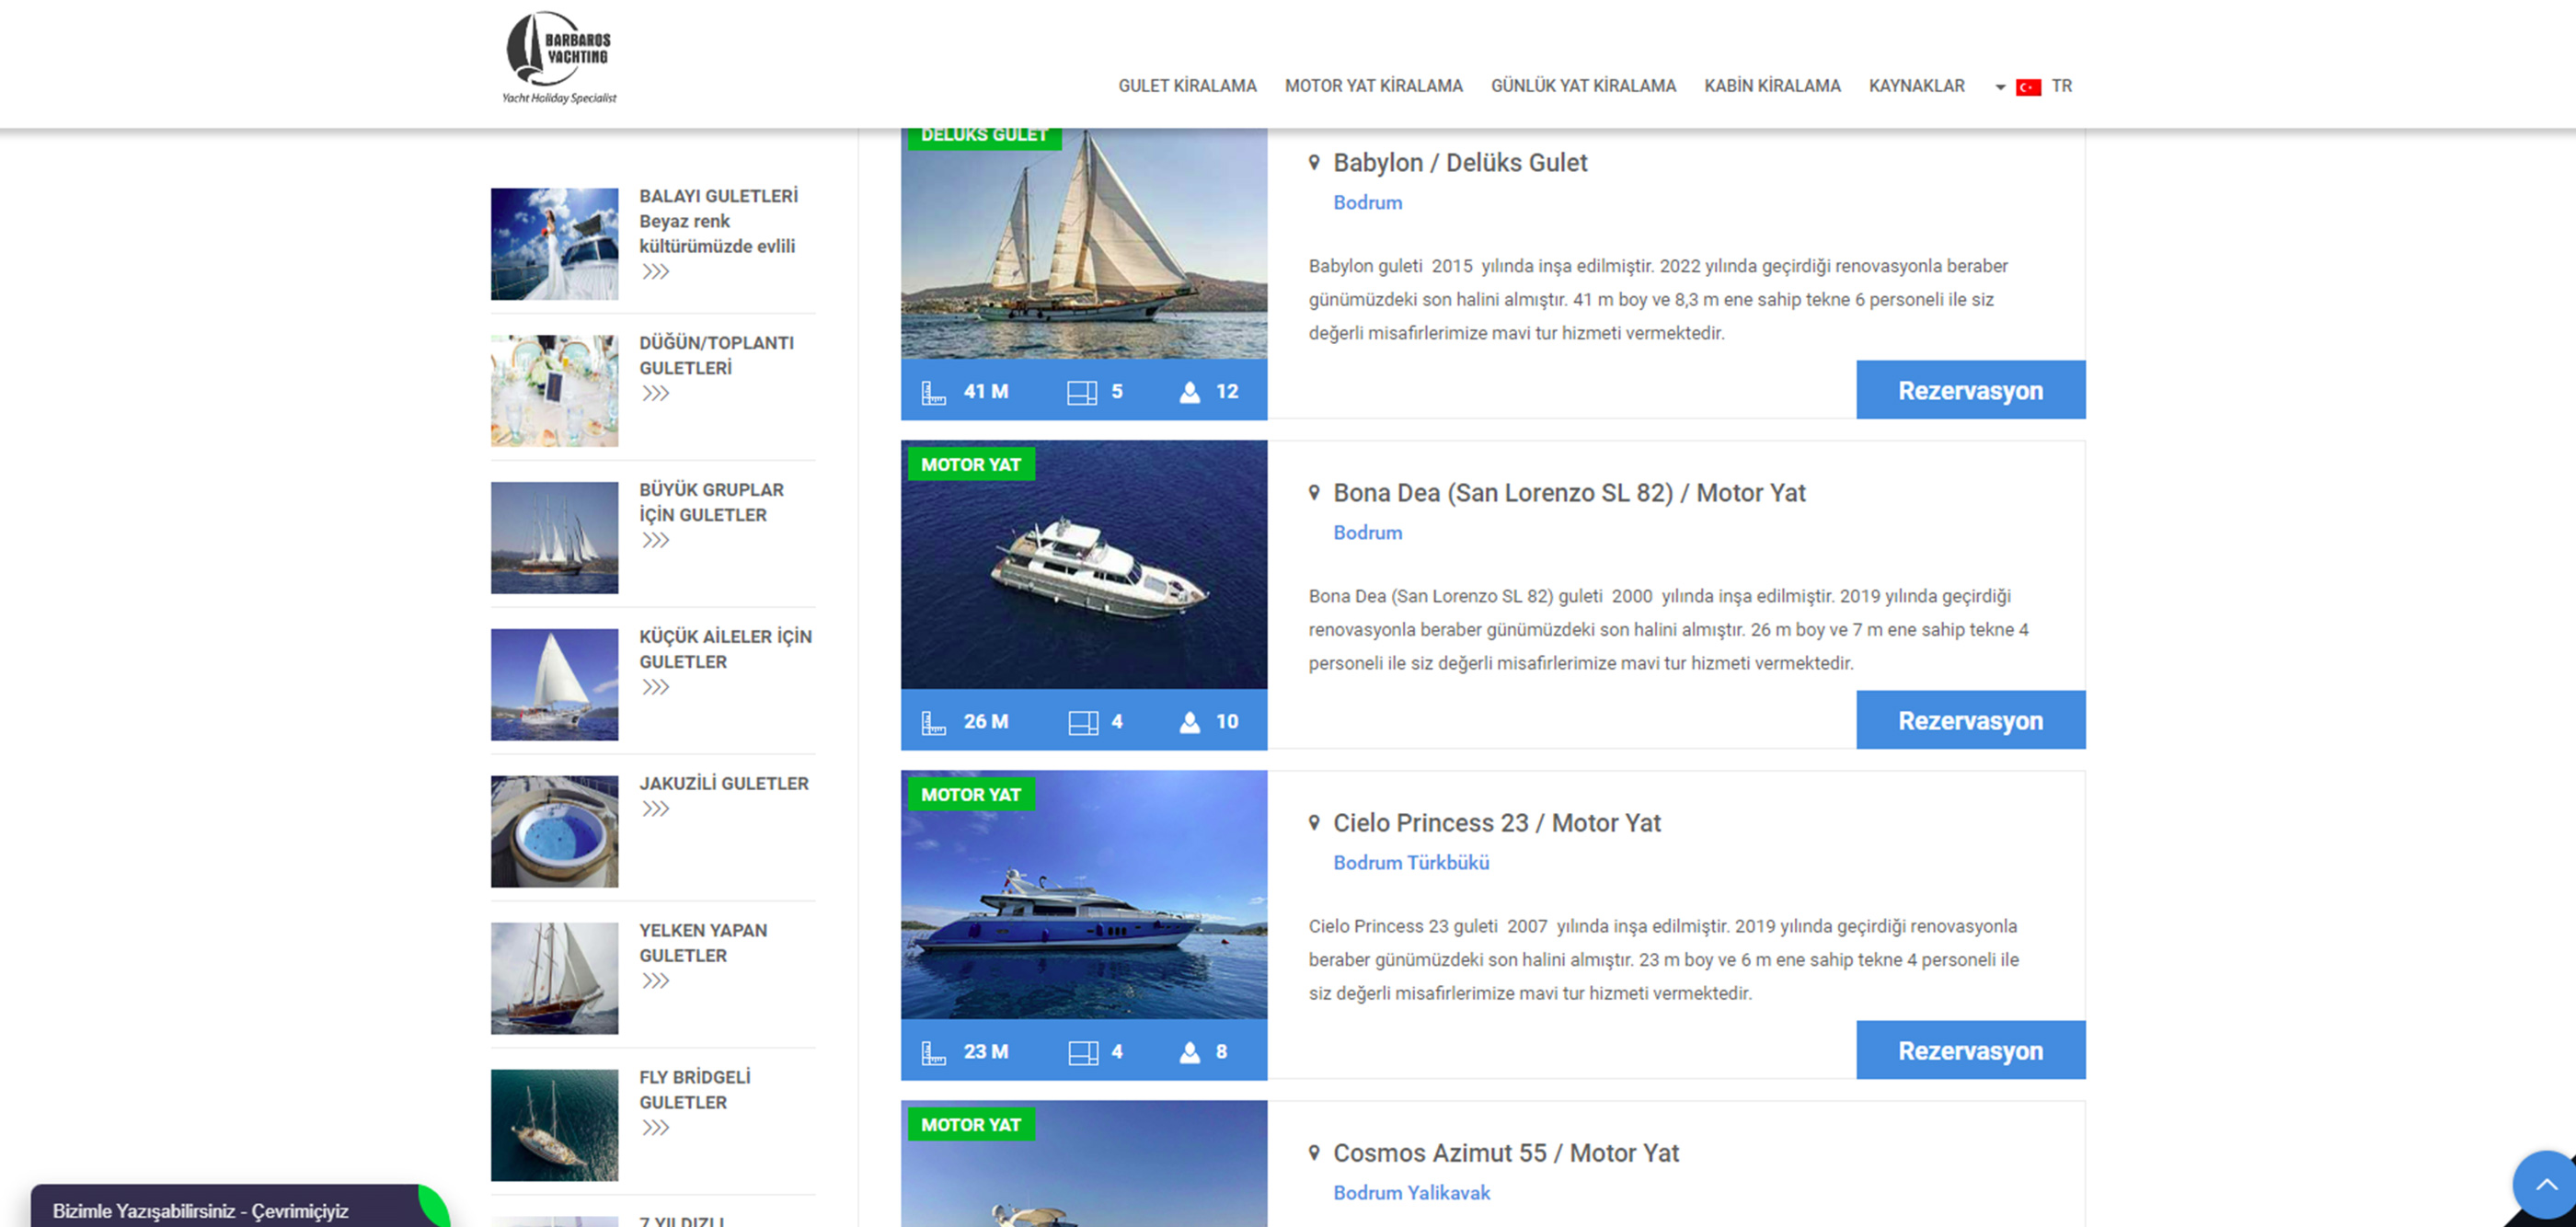 BARBAROS
YACHTING
Yacht Holiday Specialist
GULET KİRALAMA MOTOR YAT KİRALAMA GÜNLÜK YAT KİRALAMA KABİN KİRALAMA KAYNAKLAR TR
BALAYI GULETLERİ
Beyaz renk
kültürümüzde evlili
DÜĞÜN/TOPLANTI
GULETLERİ
BÜYÜK GRUPLAR
İÇİN GULETLER
KÜÇÜK AİLELER İÇİN
GULETLER
JAKUZİLİ GULETLER
YELKEN YAPAN
GULETLER
FLY BRİDGELİ
GULETLER
7 YILDIZLI
DELÜKS GULET
41 M 5 12
Babylon / Delüks Gulet
Bodrum
Babylon guleti 2015 yılında inşa edilmiştir. 2022 yılında geçirdiği renovasyonla beraber
günümüzdeki son halini almıştır. 41 m boy ve 8,3 m ene sahip tekne 6 personeli ile siz
değerli misafirlerimize mavi tur hizmeti vermektedir.
Rezervasyon
MOTOR YAT
26 M 4 10
Bona Dea (San Lorenzo SL 82) / Motor Yat
Bodrum
Bona Dea (San Lorenzo SL 82) guleti 2000 yılında inşa edilmiştir. 2019 yılında geçirdiği
renovasyonla beraber günümüzdeki son halini almıştır. 26 m boy ve 7 m ene sahip tekne 4
personeli ile siz değerli misafirlerimize mavi tur hizmeti vermektedir.
Rezervasyon
MOTOR YAT
23 M 4 8
Cielo Princess 23 / Motor Yat
Bodrum Türkbükü
Cielo Princess 23 guleti 2007 yılında inşa edilmiştir. 2019 yılında geçirdiği renovasyonla
beraber günümüzdeki son halini almıştır. 23 m boy ve 6 m ene sahip tekne 4 personeli ile
siz değerli misafirlerimize mavi tur hizmeti vermektedir.
Rezervasyon
MOTOR YAT
Cosmos Azimut 55 / Motor Yat
Bodrum Yalikavak
Bizimle Yazışabilirsiniz - Çevrimiçiyiz